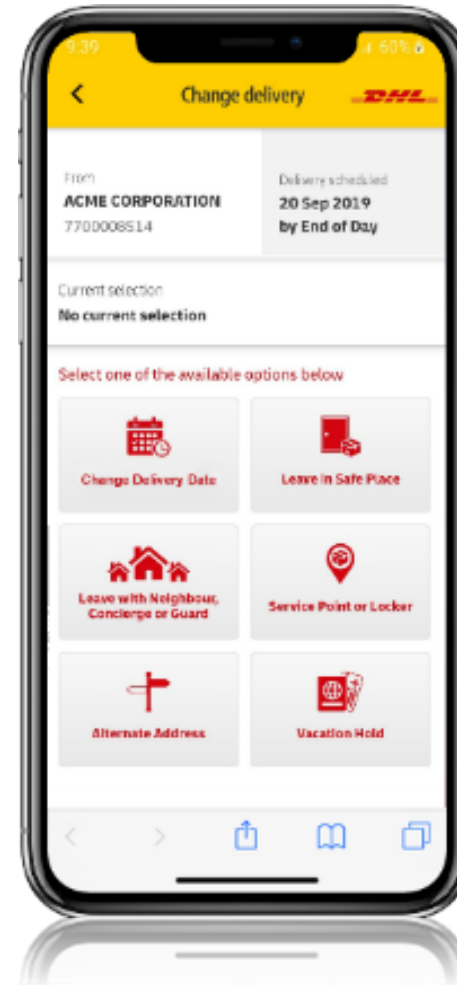 9:39
60%
Change delivery
DHL
From
ACME CORPORATION
7700008514
Delivery scheduled
20 Sep 2019
by End of Day
Current selection
No current selection
Select one of the available options below
Change Delivery Date
Leave in Safe Place
Leave with Neighbour,
Concierge or Guard
Service Point or Locker
Alternate Address
Vacation Hold